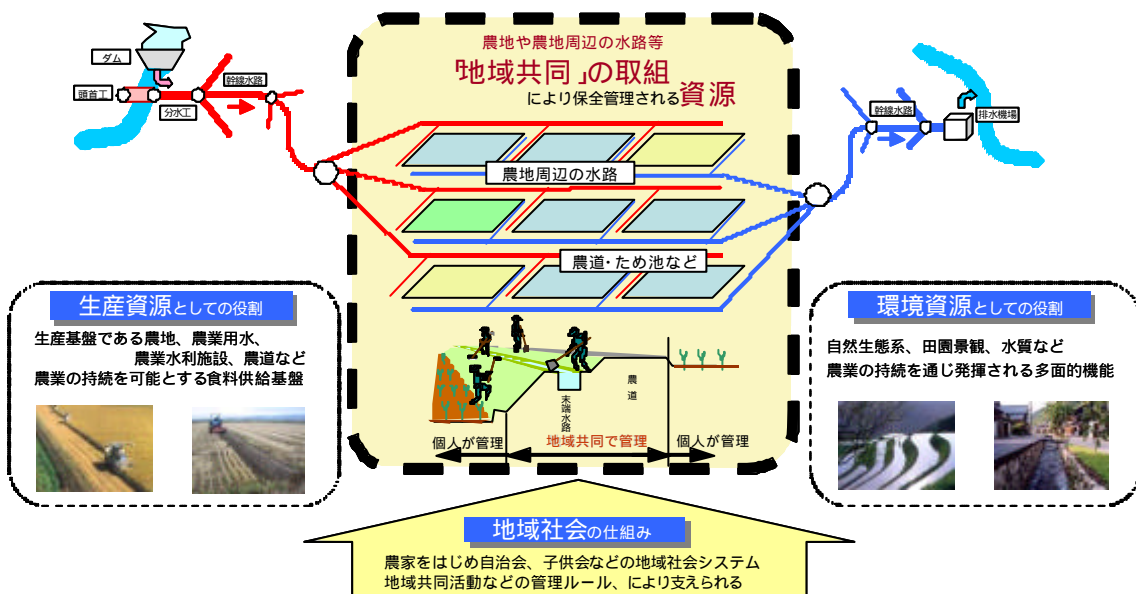 農地や農地周辺の水路等
「地域共同」の取組
により保全管理される資源
ダム
頭首工
分水工
幹線水路
幹線水路
排水機場
農地周辺の水路
農道・ため池など
末端水路
農道
個人が管理
地域共同で管理
個人が管理
生産資源としての役割
生産基盤である農地、農業用水、
農業水利施設、農道など
農業の持続を可能とする食料供給基盤
環境資源としての役割
自然生態系、田園景観、水質など
農業の持続を通じ発揮される多面的機能
地域社会の仕組み
農家をはじめ自治会、子供会などの地域社会システム
地域共同活動などの管理ルール、により支えられる